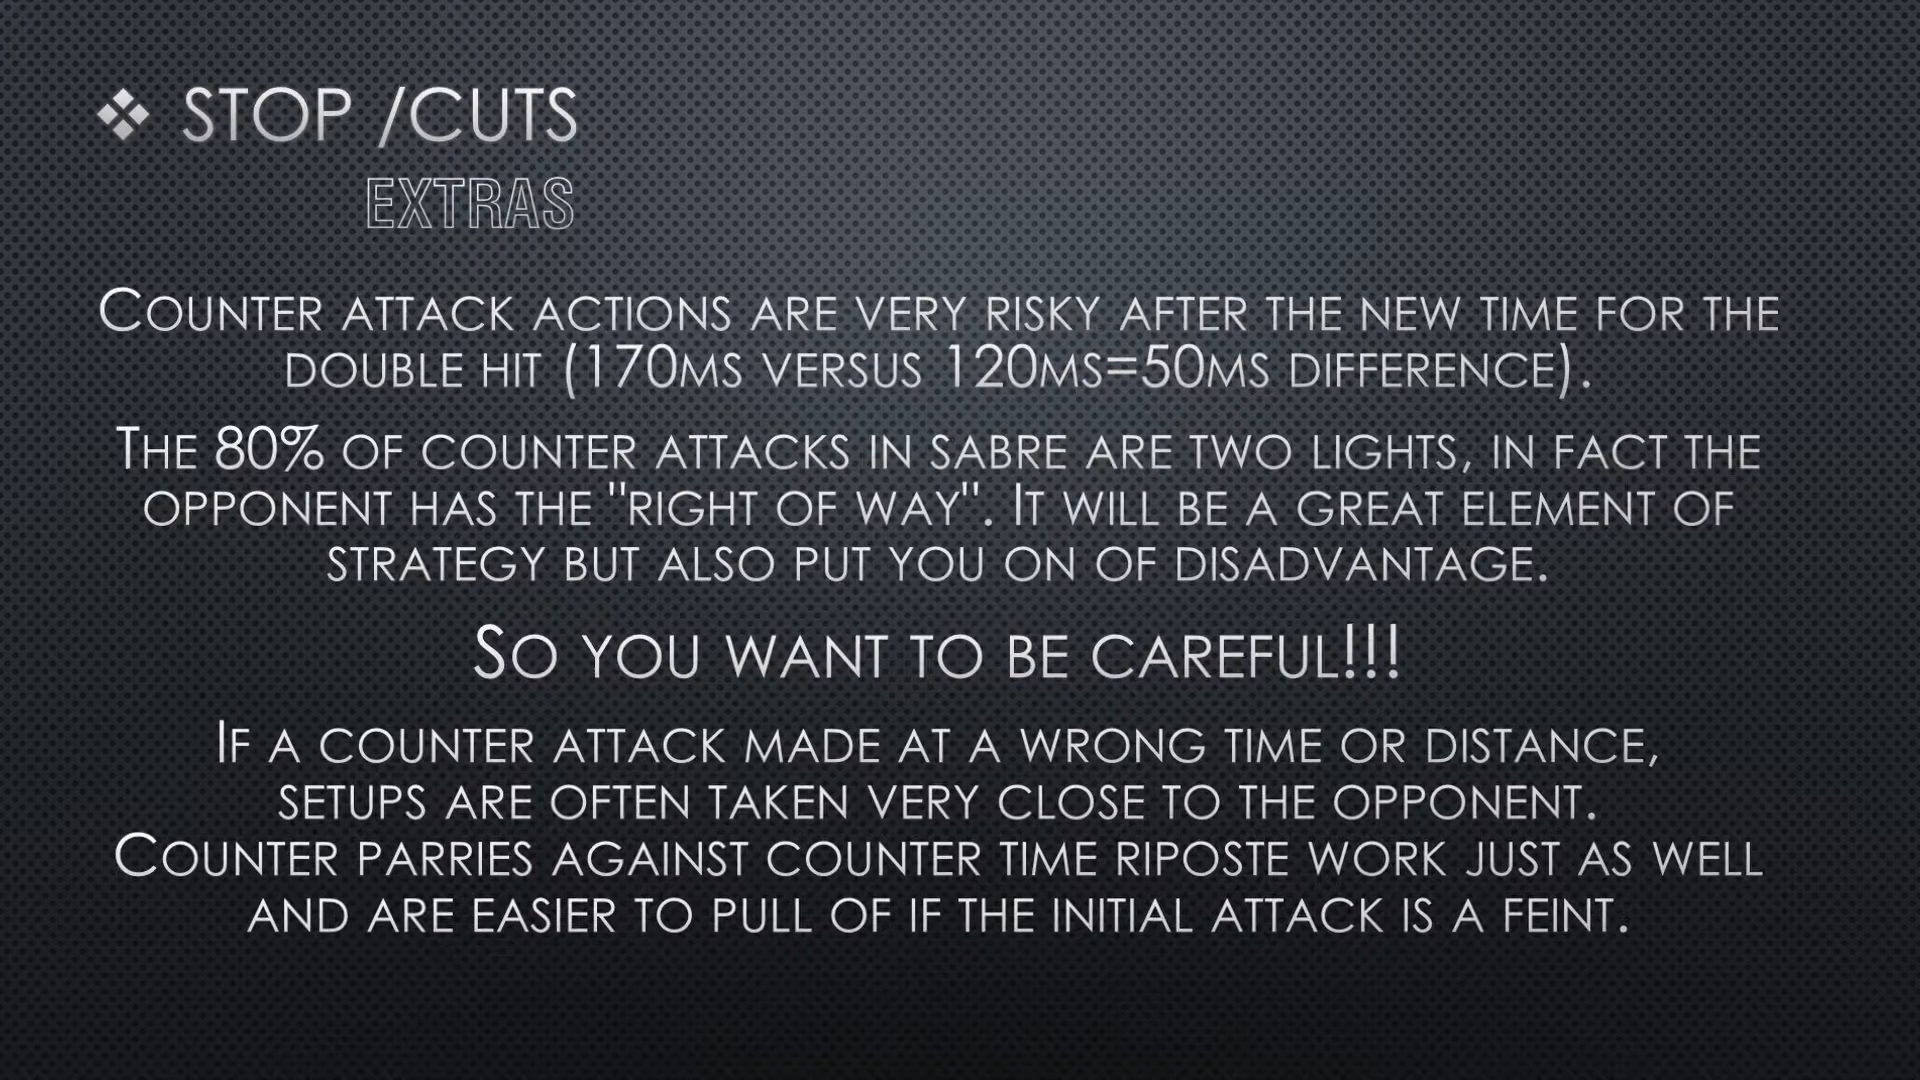 ❖ STOP /CUTS
EXTRAS
COUNTER ATTACK ACTIONS ARE VERY RISKY AFTER THE NEW TIME FOR THE
DOUBLE HIT (170MS VERSUS 120MS=50MS DIFFERENCE).
THE 80% OF COUNTER ATTACKS IN SABRE ARE TWO LIGHTS, IN FACT THE
OPPONENT HAS THE "RIGHT OF WAY". IT WILL BE A GREAT ELEMENT OF
STRATEGY BUT ALSO PUT YOU ON OF DISADVANTAGE.
SO YOU WANT TO BE CAREFUL!!!
IF A COUNTER ATTACK MADE AT A WRONG TIME OR DISTANCE,
SETUPS ARE OFTEN TAKEN VERY CLOSE TO THE OPPONENT.
COUNTER PARRIES AGAINST COUNTER TIME RIPOSTE WORK JUST AS WELL
AND ARE EASIER TO PULL OF IF THE INITIAL ATTACK IS A FEINT.